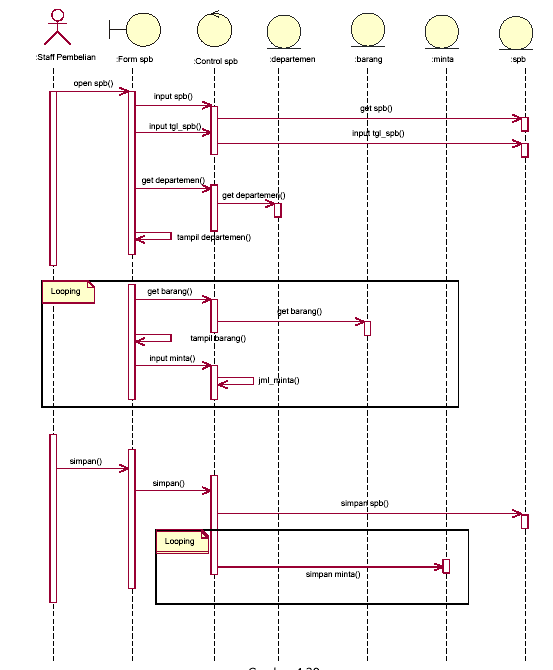 :Staff Pembelian :Form spb :Control spb :departemen :barang :minta :spb
open spb()
input spb()
get spb()
input tgl_spb()
input tgl_spb()
get departemen()
get departemen()
tampil departemen()
Looping
get barang()
get barang()
tampil barang()
input minta()
jml_minta()
simpan()
simpan()
simpan spb()
Looping
simpan minta()